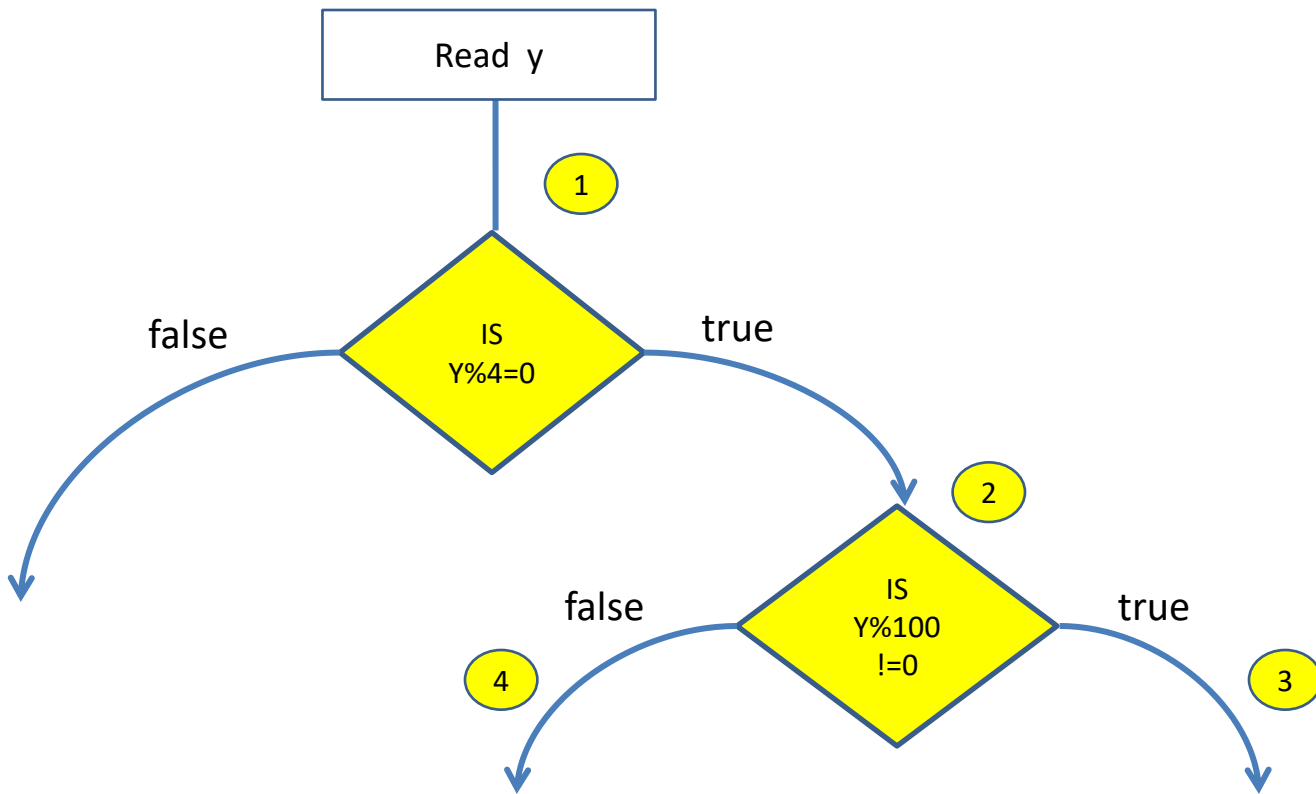 Read y
1
IS
Y%4=0
false
true
2
IS
Y%100
!=0
false
true
4
3